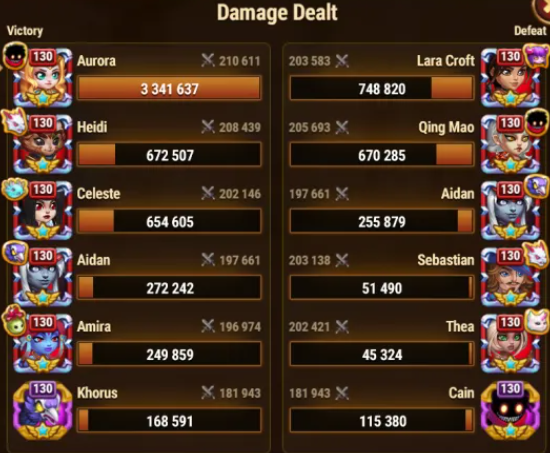 Damage Dealt
Victory Defeat
130 Aurora 210 611 203 583 Lara Croft 130
3 341 637 748 820
130 Heidi 208 439 205 693 Qing Mao 130
672 507 670 285
130 Celeste 202 146 197 661 Aidan 130
654 605 255 879
130 Aidan 197 661 203 138 Sebastian 130
272 242 51 490
130 Amira 196 974 202 421 Thea 130
249 859 45 324
130 Khorus 181 943 181 943 Cain 130
168 591 115 380